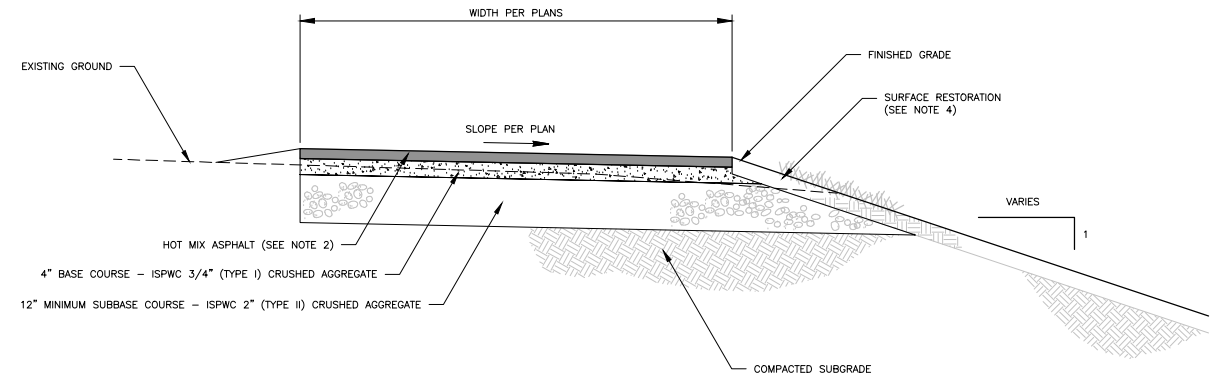 WIDTH PER PLANS
EXISTING GROUND
FINISHED GRADE
SURFACE RESTORATION
(SEE NOTE 4)
SLOPE PER PLAN
VARIES
1
HOT MIX ASPHALT (SEE NOTE 2)
4" BASE COURSE – ISPWC 3/4" (TYPE I) CRUSHED AGGREGATE
12" MINIMUM SUBBASE COURSE – ISPWC 2" (TYPE II) CRUSHED AGGREGATE
COMPACTED SUBGRADE